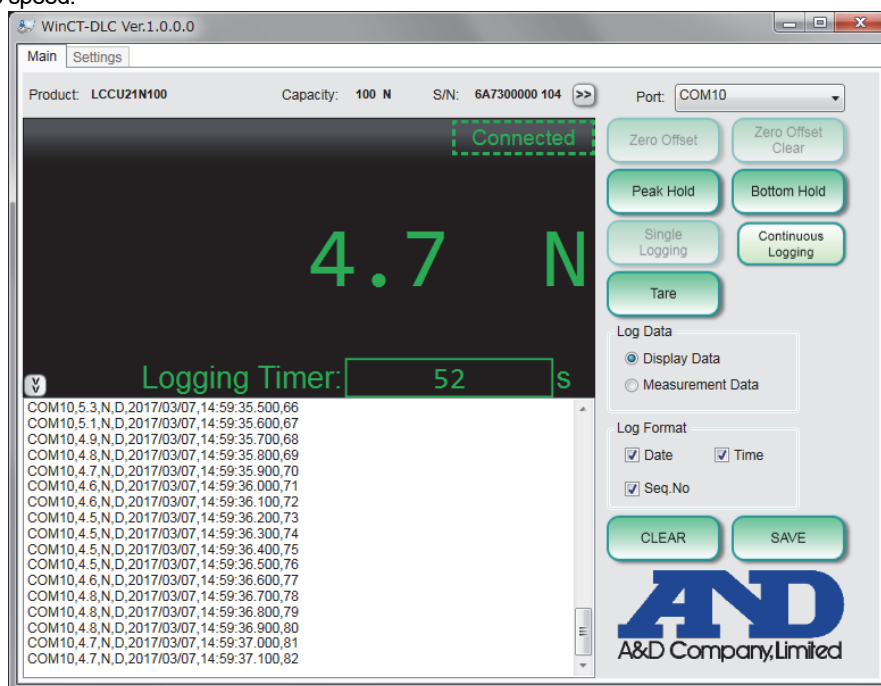 speed.
WinCT-DLC Ver.1.0.0.0
Main Settings
Product: LCCU21N100 Capacity: 100 N S/N: 6A7300000 104 >> Port: COM10
Connected
Zero Offset
Zero Offset Clear
Peak Hold
Bottom Hold
4.7 N
Single Logging
Continuous Logging
Tare
Logging Timer: 52 s
Log Data
Display Data
Measurement Data
Log Format
Date Time
Seq.No
CLEAR SAVE
COM10,5.3,N,D,2017/03/07,14:59:35.500,66
COM10,5.1,N,D,2017/03/07,14:59:35.600,67
COM10,4.9,N,D,2017/03/07,14:59:35.700,68
COM10,4.8,N,D,2017/03/07,14:59:35.800,69
COM10,4.7,N,D,2017/03/07,14:59:35.900,70
COM10,4.6,N,D,2017/03/07,14:59:36.000,71
COM10,4.6,N,D,2017/03/07,14:59:36.100,72
COM10,4.5,N,D,2017/03/07,14:59:36.200,73
COM10,4.5,N,D,2017/03/07,14:59:36.300,74
COM10,4.5,N,D,2017/03/07,14:59:36.400,75
COM10,4.5,N,D,2017/03/07,14:59:36.500,76
COM10,4.6,N,D,2017/03/07,14:59:36.600,77
COM10,4.8,N,D,2017/03/07,14:59:36.700,78
COM10,4.8,N,D,2017/03/07,14:59:36.800,79
COM10,4.8,N,D,2017/03/07,14:59:36.900,80
COM10,4.7,N,D,2017/03/07,14:59:37.000,81
COM10,4.7,N,D,2017/03/07,14:59:37.100,82
AND
A&D Company,Limited